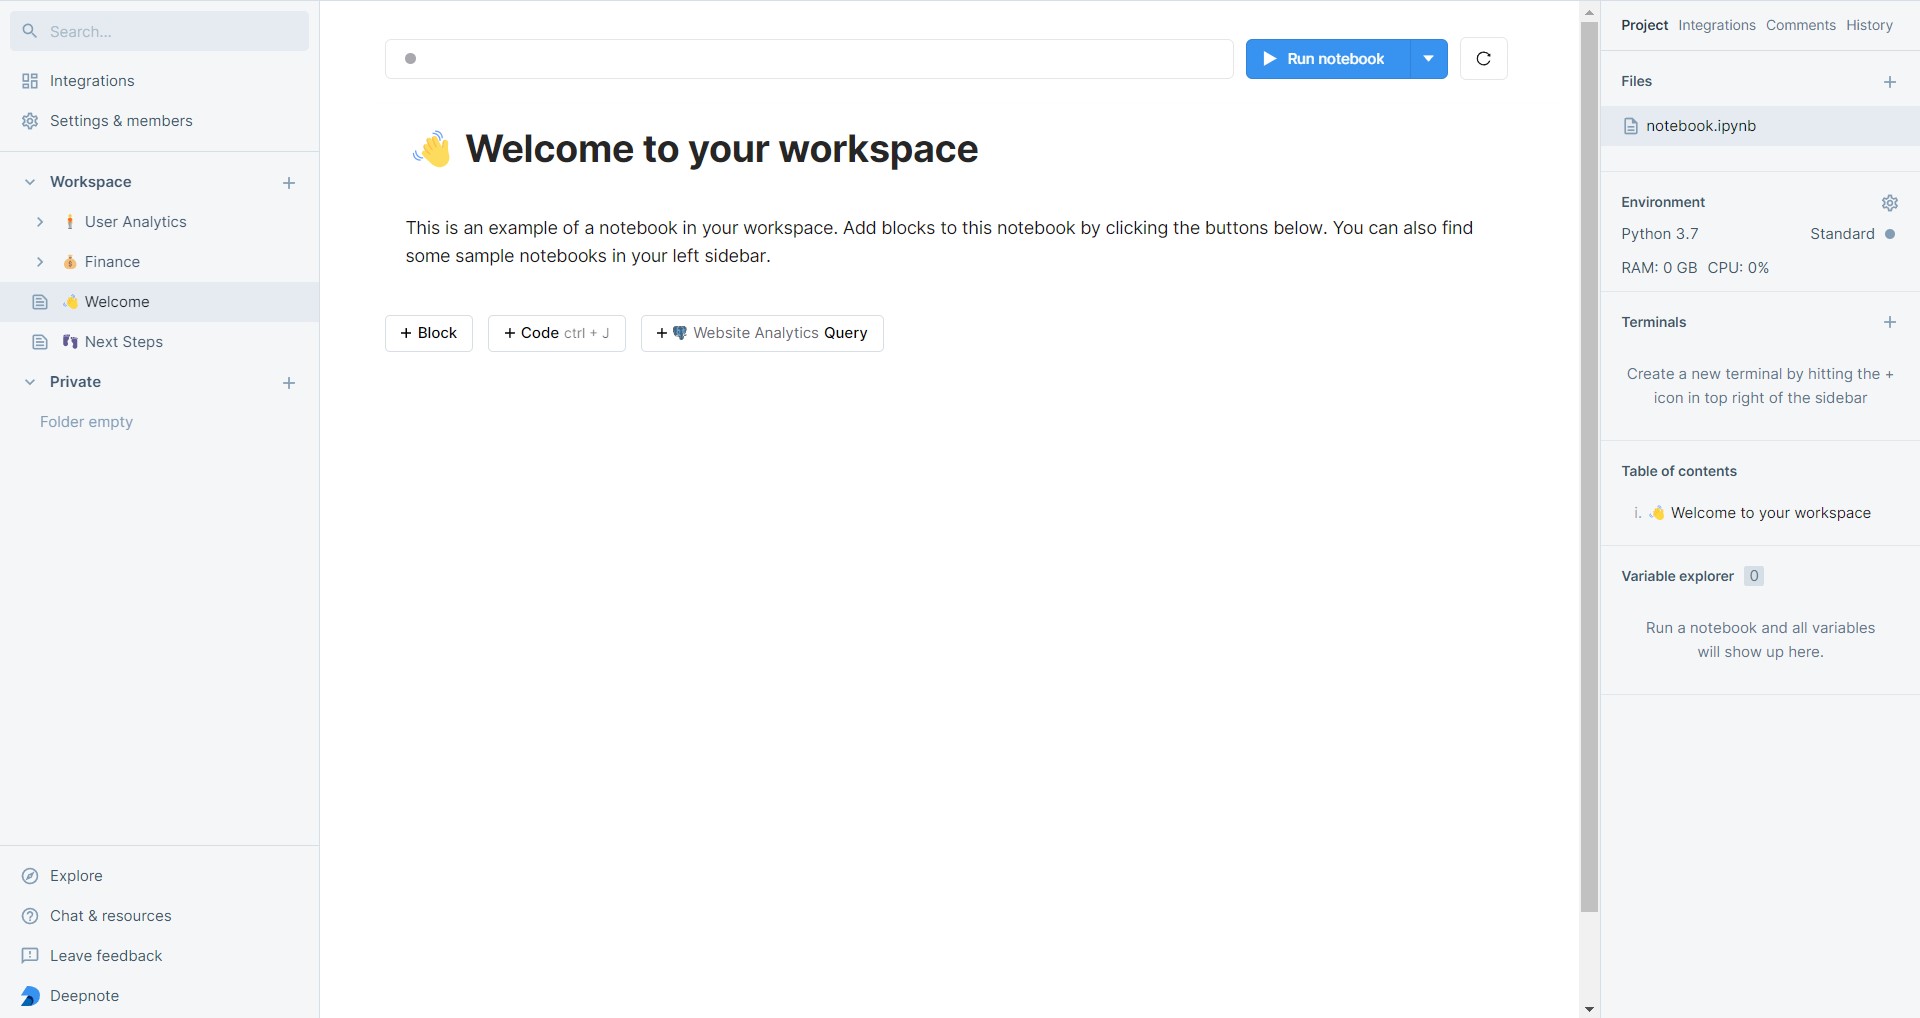 Search...
Integrations
Settings & members
Workspace
User Analytics
Finance
Welcome
Next Steps
Private
Folder empty
Explore
Chat & resources
Leave feedback
Deepnote
Run notebook
Welcome to your workspace
This is an example of a notebook in your workspace. Add blocks to this notebook by clicking the buttons below. You can also find
some sample notebooks in your left sidebar.
+ Block
+ Code ctrl + J
+ Website Analytics Query
Project Integrations Comments History
Files
notebook.ipynb
Environment
Python 3.7 Standard
RAM: 0 GB CPU: 0%
Terminals
Create a new terminal by hitting the +
icon in top right of the sidebar
Table of contents
i. Welcome to your workspace
Variable explorer 0
Run a notebook and all variables
will show up here.